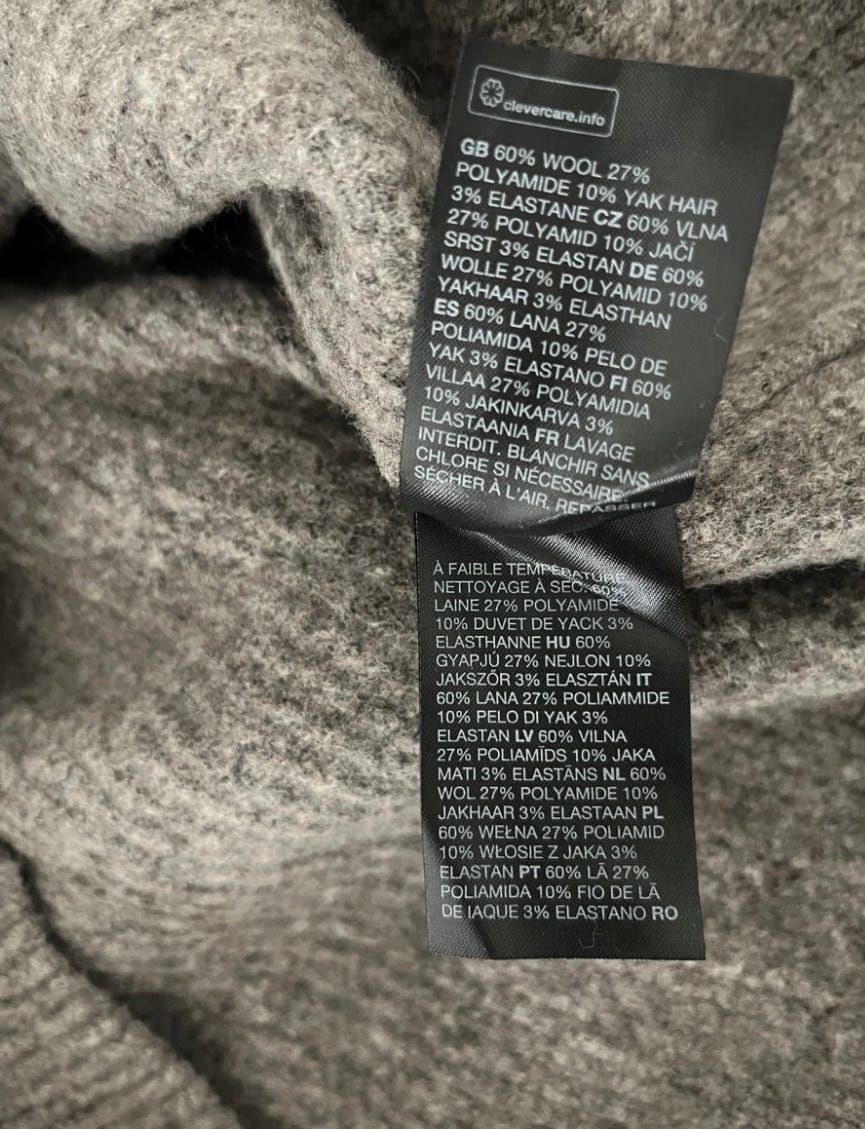 clevercare.info
GB 60% WOOL 27%
POLYAMIDE 10% YAK HAIR
3% ELASTANE CZ 60% VLNA
27% POLYAMID 10% JAČÍ
SRST 3% ELASTAN DE 60%
WOLLE 27% POLYAMID 10%
YAKHAAR 3% ELASTHAN
ES 60% LANA 27%
POLIAMIDA 10% PELO DE
YAK 3% ELASTANO FI 60%
VILLAA 27% POLYAMIDIA
10% JAKINKARVA 3%
ELASTAANIA FR LAVAGE
INTERDIT. BLANCHIR SANS
CHLORE SI NÉCESSAIRE.
SÉCHER À L'AIR. REPASSER
À FAIBLE TEMPÉRATURE
NETTOYAGE À SEC. 60%
LAINE 27% POLYAMIDE
10% DUVET DE YACK 3%
ELASTHANNE HU 60%
GYAPJÚ 27% NEJLON 10%
JAKSZŐR 3% ELASZTÁN IT
60% LANA 27% POLIAMMIDE
10% PELO DI YAK 3%
ELASTAN LV 60% VILNA
27% POLIAMĪDS 10% JAKA
MATI 3% ELASTĀNS NL 60%
WOL 27% POLYAMIDE 10%
JAKHAAR 3% ELASTAAN PL
60% WEŁNA 27% POLIAMID
10% WŁOSIE Z JAKA 3%
ELASTAN PT 60% LÃ 27%
POLIAMIDA 10% FIO DE LÃ
DE IAQUE 3% ELASTANO RO